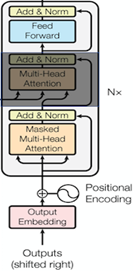 Add & Norm
Feed
Forward
Add & Norm
Multi-Head
Attention
N×
Add & Norm
Masked
Multi-Head
Attention
Positional
Encoding
Output
Embedding
Outputs
(shifted right)